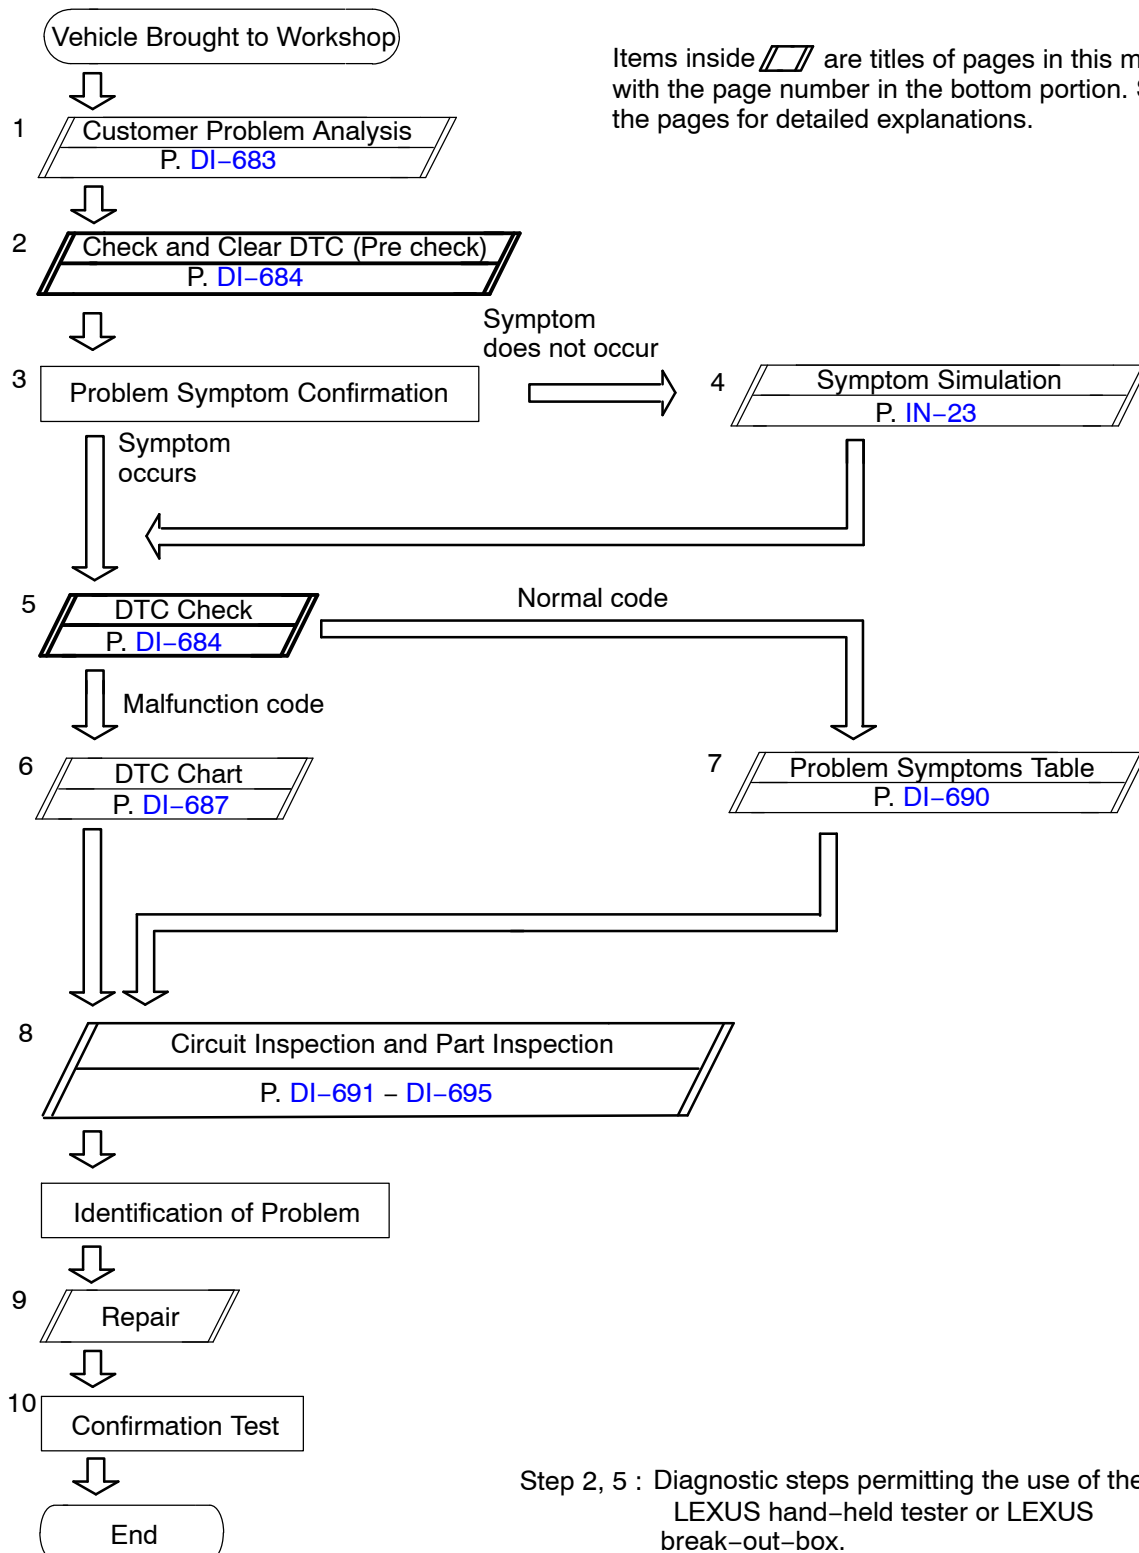 Vehicle Brought to Workshop
Items inside are titles of pages in this m
with the page number in the bottom portion. S
the pages for detailed explanations.
1
Customer Problem Analysis
P. DI–683
2
Check and Clear DTC (Pre check)
P. DI–684
Symptom
does not occur
3
Problem Symptom Confirmation
4
Symptom Simulation
P. IN–23
Symptom
occurs
5
DTC Check
P. DI–684
Normal code
Malfunction code
6
DTC Chart
P. DI–687
7
Problem Symptoms Table
P. DI–690
8
Circuit Inspection and Part Inspection
P. DI–691 – DI–695
Identification of Problem
9
Repair
10
Confirmation Test
End
Step 2, 5 : Diagnostic steps permitting the use of the
LEXUS hand–held tester or LEXUS
break–out–box.